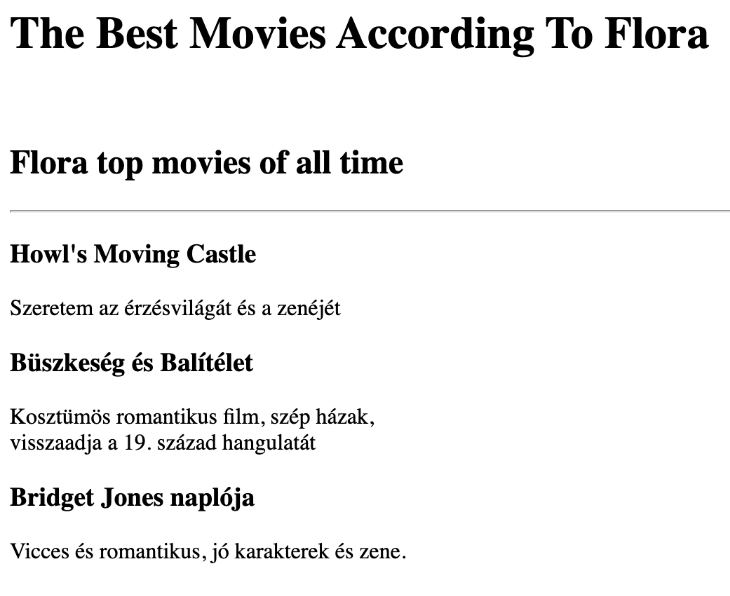 The Best Movies According To Flora
Flora top movies of all time
Howl's Moving Castle
Szeretem az érzésvilágát és a zenéjét
Büszkeség és Balítélet
Kosztümös romantikus film, szép házak,
visszaadja a 19. század hangulatát
Bridget Jones naplója
Vicces és romantikus, jó karakterek és zene.